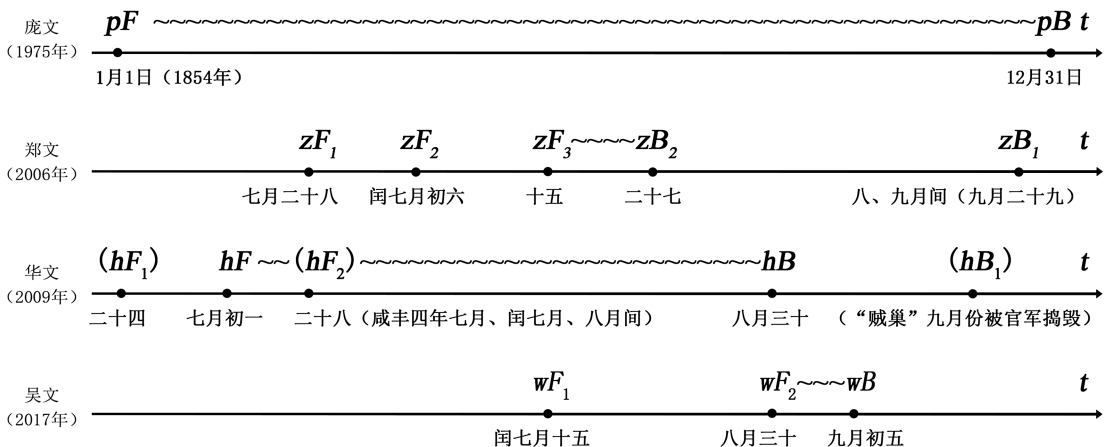 庞文
(1975年)
pF ~~~~~~~~~~~~~~~~~~~~~~~~~~~~~~~~~~~~~~~~~~~~~~~~~~~~~~~~ pB t
1月1日（1854年） 12月31日
郑文
(2006年)
zF₁ zF₂ zF₃~~~~zB₂ zB₁ t
七月二十八 闰七月初六 十五 二十七 八、九月间（九月二十九）
华文
(2009年)
(hF₁) hF ~~ (hF₂)~~~~~~~~~~~~~~~~~~~~~~~~hB (hB₁) t
二十四 七月初一 二十八（咸丰四年七月、闰七月、八月间） 八月三十 （“贼巢”九月份被官军捣毁）
吴文
(2017年)
wF₁ wF₂~~~wB t
闰七月十五 八月三十 九月初五